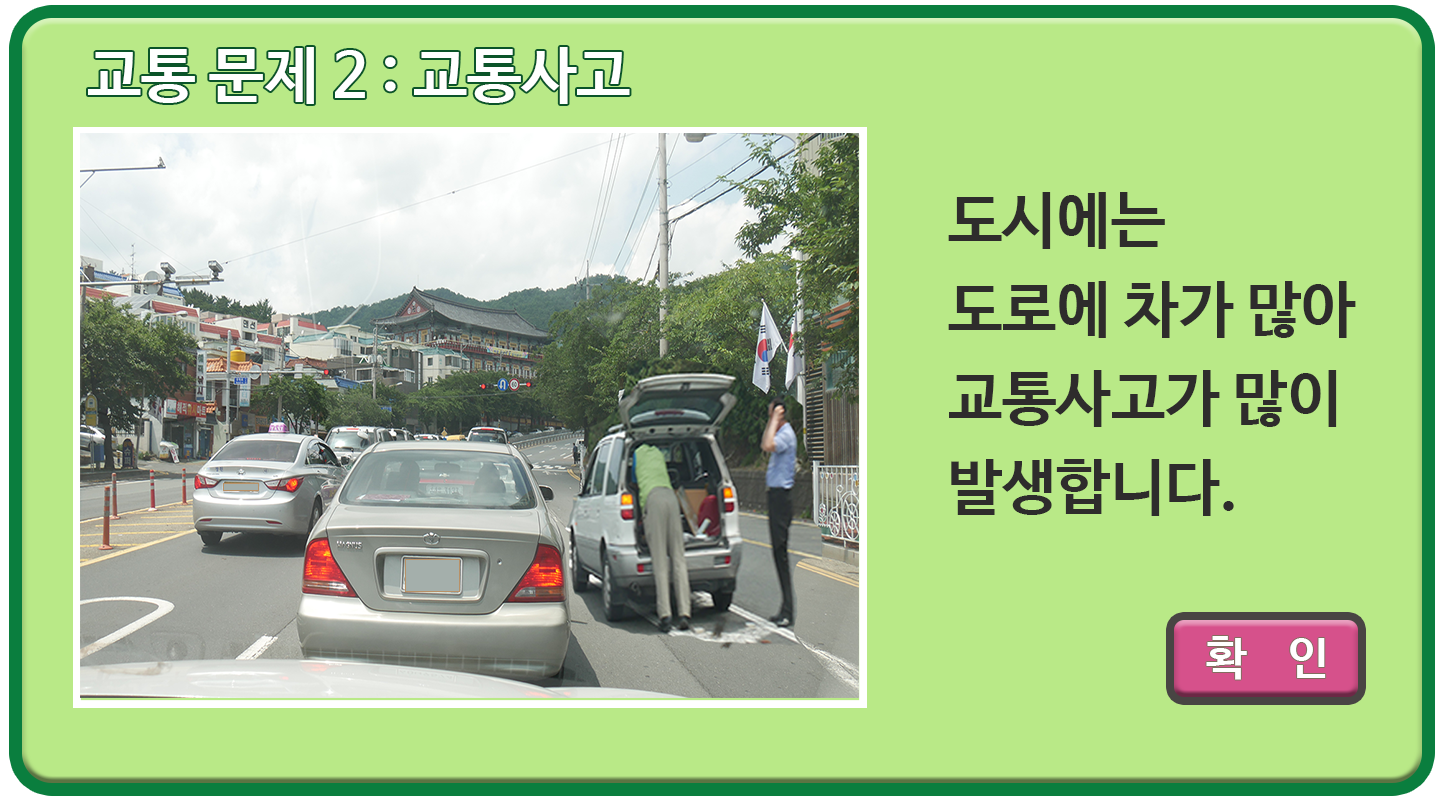 교통 문제 2 : 교통사고
도시에는
도로에 차가 많아
교통사고가 많이
발생합니다.
확 인